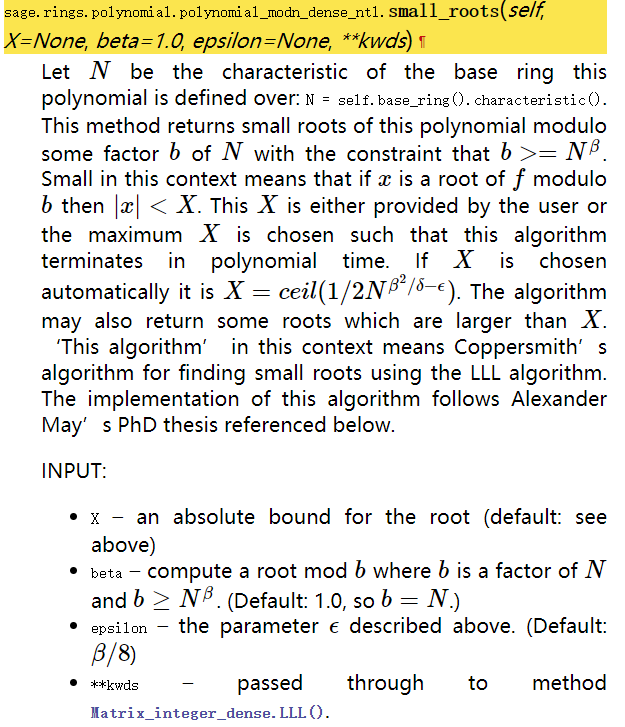 sage.rings.polynomial.polynomial_modn_dense_ntl.small_roots(self,
X=None, beta=1.0, epsilon=None, **kwds) ¶
Let N be the characteristic of the base ring this
polynomial is defined over: N = self.base_ring().characteristic().
This method returns small roots of this polynomial modulo
some factor b of N with the constraint that b >= N^β.
Small in this context means that if x is a root of f modulo
b then |x| < X. This X is either provided by the user or
the maximum X is chosen such that this algorithm
terminates in polynomial time. If X is chosen
automatically it is X = ceil(1/2N^{β^2/δ−ϵ}). The algorithm
may also return some roots which are larger than X.
‘This algorithm’ in this context means Coppersmith’s
algorithm for finding small roots using the LLL algorithm.
The implementation of this algorithm follows Alexander
May’s PhD thesis referenced below.
INPUT:
• X – an absolute bound for the root (default: see
above)
• beta – compute a root mod b where b is a factor of N
and b ≥ N^β. (Default: 1.0, so b = N.)
• epsilon – the parameter ϵ described above. (Default:
β/8)
• **kwds – passed through to method
Matrix_integer_dense.LLL().